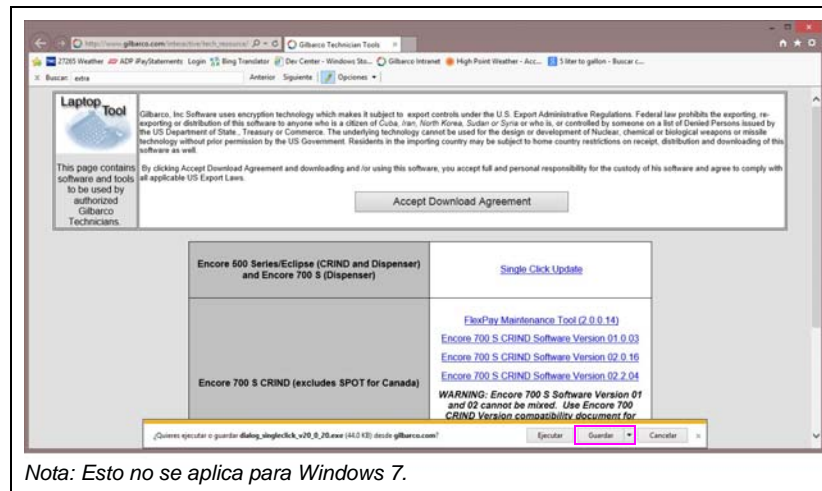 http://www.gilbarco.com/interactive/tech_resource/
Gilbarco Technician Tools
27265 Weather ADP iPayStatements Login Bing Translator Dev Center - Windows Sto... Gilbarco Intranet High Point Weather - Acc... 5 liter to gallon - Buscar c...
Buscar: extra Anterior Siguiente Opciones
Laptop Tool
This page contains software and tools to be used by authorized Gilbarco Technicians.
Gilbarco, Inc Software uses encryption technology which makes it subject to export controls under the U.S. Export Administrative Regulations. Federal law prohibits the exporting, re-
exporting or distribution of this software to anyone who is a citizen of Cuba, Iran, North Korea, Sudan or Syria or who is, or controlled by someone on a list of Denied Persons issued by
the US Department of State., Treasury or Commerce. The underlying technology cannot be used for the design or development of Nuclear, chemical or biological weapons or missile
technology without prior permission by the US Government. Residents in the importing country may be subject to country restrictions on receipt, distribution and downloading of this
software as well.
By clicking Accept Download Agreement and downloading and /or using this software, you accept full and personal responsibility for the custody of his software and agree to comply with
all applicable US Export Laws.
Accept Download Agreement
Encore 600 Series/Eclipse (CRIND and Dispenser)
and Encore 700 S (Dispenser)
Single Click Update
Encore 700 S CRIND (excludes SPOT for Canada)
FlexPay Maintenance Tool (2.0.0.14)
Encore 700 S CRIND Software Version 01.0.03
Encore 700 S CRIND Software Version 02.0.16
Encore 700 S CRIND Software Version 02.2.04
WARNING: Encore 700 S Software Version 01
and 02 cannot be mixed. Use Encore 700
CRIND Version compatibility document for
¿Quieres ejecutar o guardar dialog_singleclick_v20_0_20.exe (44.0 KB) desde gilbarco.com?
Ejecutar Guardar Cancelar
Nota: Esto no se aplica para Windows 7.